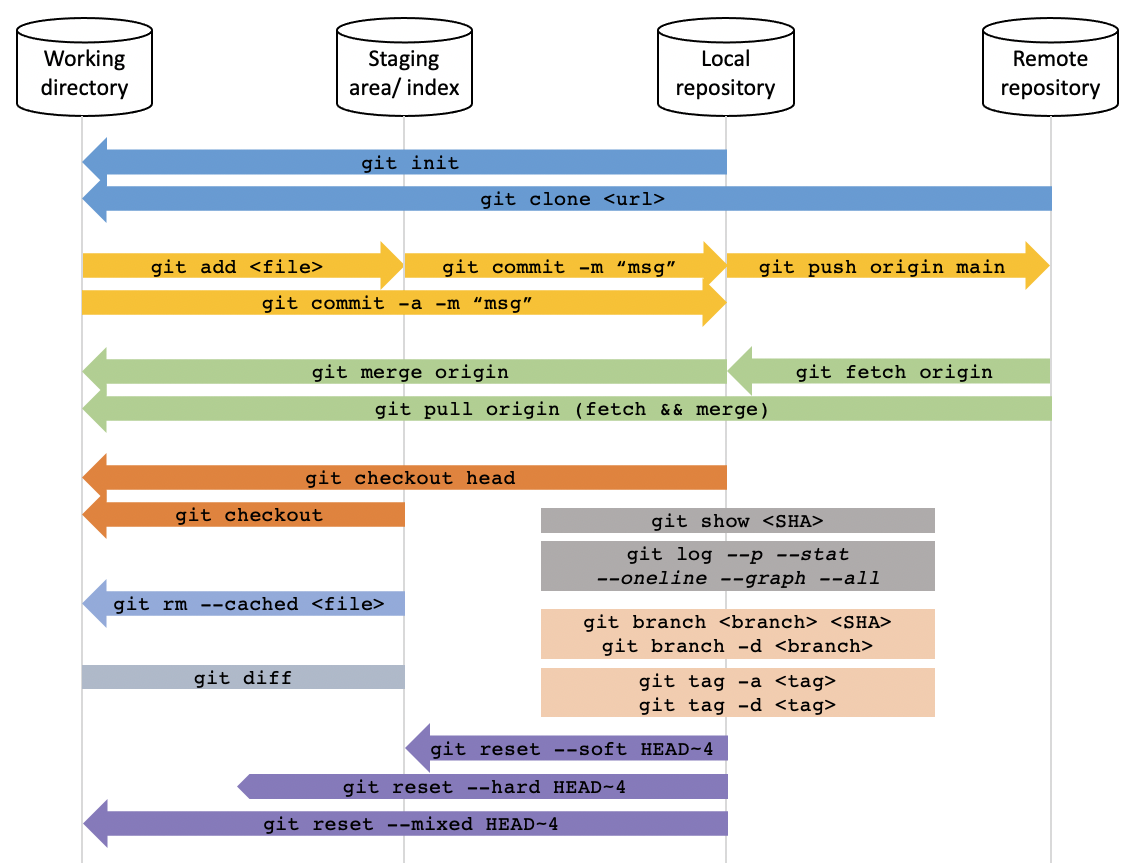 Working
directory
Staging
area/ index
Local
repository
Remote
repository
git init
git clone <url>
git add <file>
git commit -m “msg”
git push origin main
git commit -a -m “msg”
git merge origin
git fetch origin
git pull origin (fetch && merge)
git checkout head
git checkout
git show <SHA>
git log --p --stat
--oneline --graph --all
git rm --cached <file>
git branch <branch> <SHA>
git branch -d <branch>
git diff
git tag -a <tag>
git tag -d <tag>
git reset --soft HEAD~4
git reset --hard HEAD~4
git reset --mixed HEAD~4